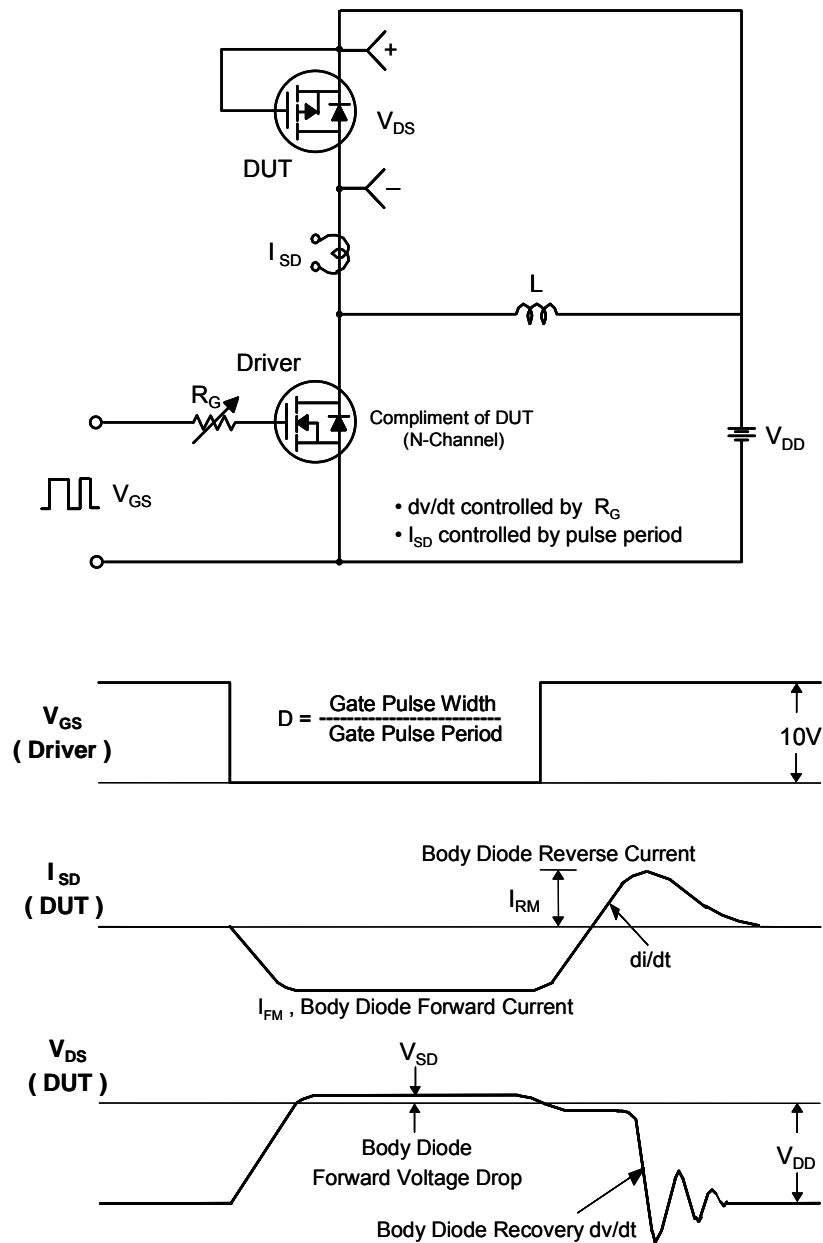 +
V_DS
DUT
–
I_SD
L
Driver
R_G
Compliment of DUT
(N-Channel)
V_DD
V_GS
• dv/dt controlled by R_G
• I_SD controlled by pulse period
V_GS
( Driver )
D = Gate Pulse Width
Gate Pulse Period
10V
Body Diode Reverse Current
I_SD
( DUT )
I_RM
di/dt
I_FM , Body Diode Forward Current
V_DS
( DUT )
V_SD
Body Diode
Forward Voltage Drop
V_DD
Body Diode Recovery dv/dt